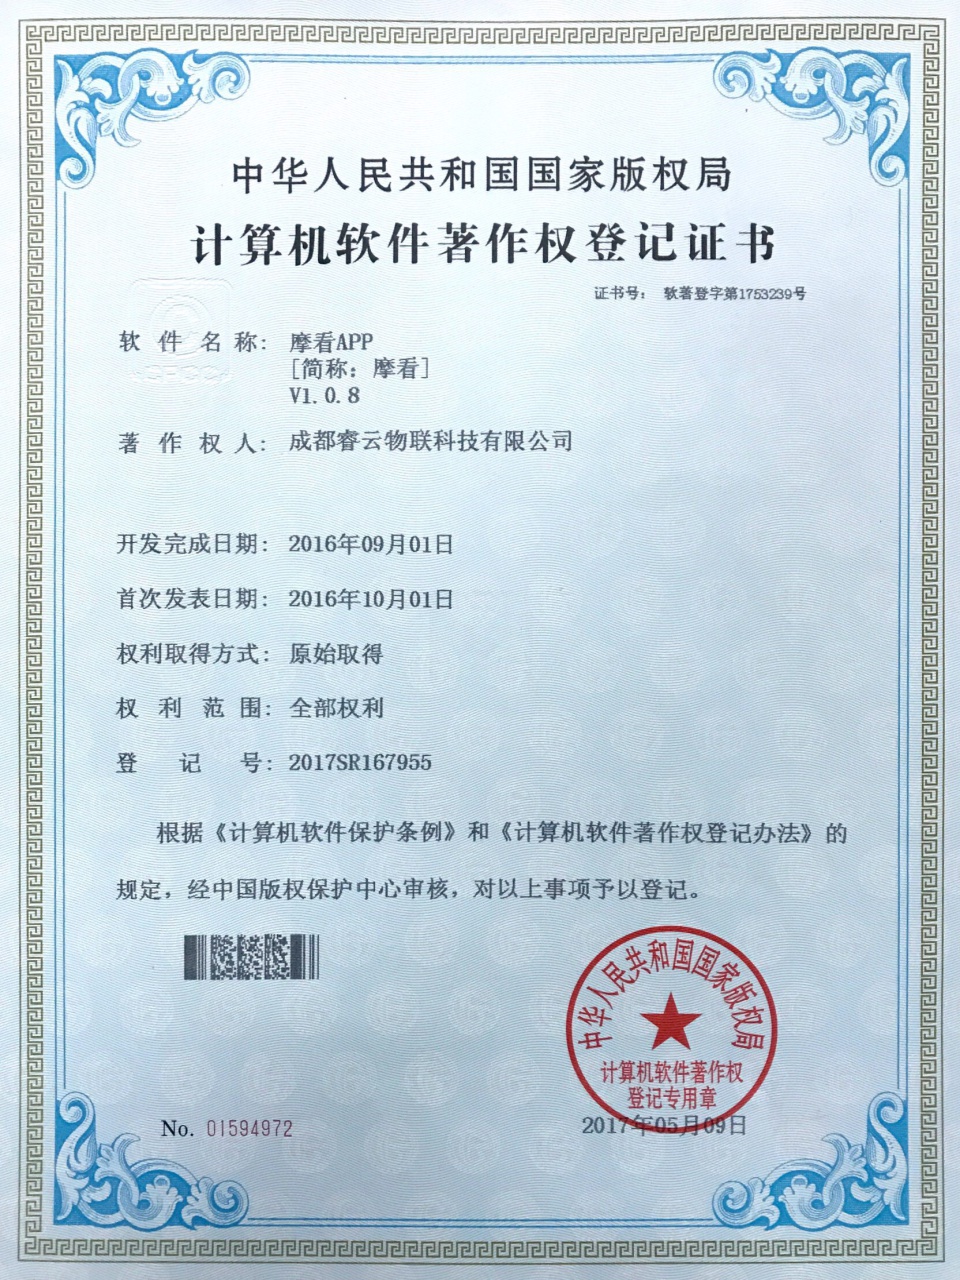 中华人民共和国国家版权局
计算机软件著作权登记证书
证书号： 软著登字第1753239号
软件名称： 摩看APP
[简称：摩看]
V1.0.8
著作权人： 成都睿云物联科技有限公司
开发完成日期： 2016年09月01日
首次发表日期： 2016年10月01日
权利取得方式： 原始取得
权利范围： 全部权利
登记号： 2017SR167955
根据《计算机软件保护条例》和《计算机软件著作权登记办法》的
规定，经中国版权保护中心审核，对以上事项予以登记。
中华人民共和国国家版权局
计算机软件著作权
登记专用章
No. 01594972
2017年05月09日